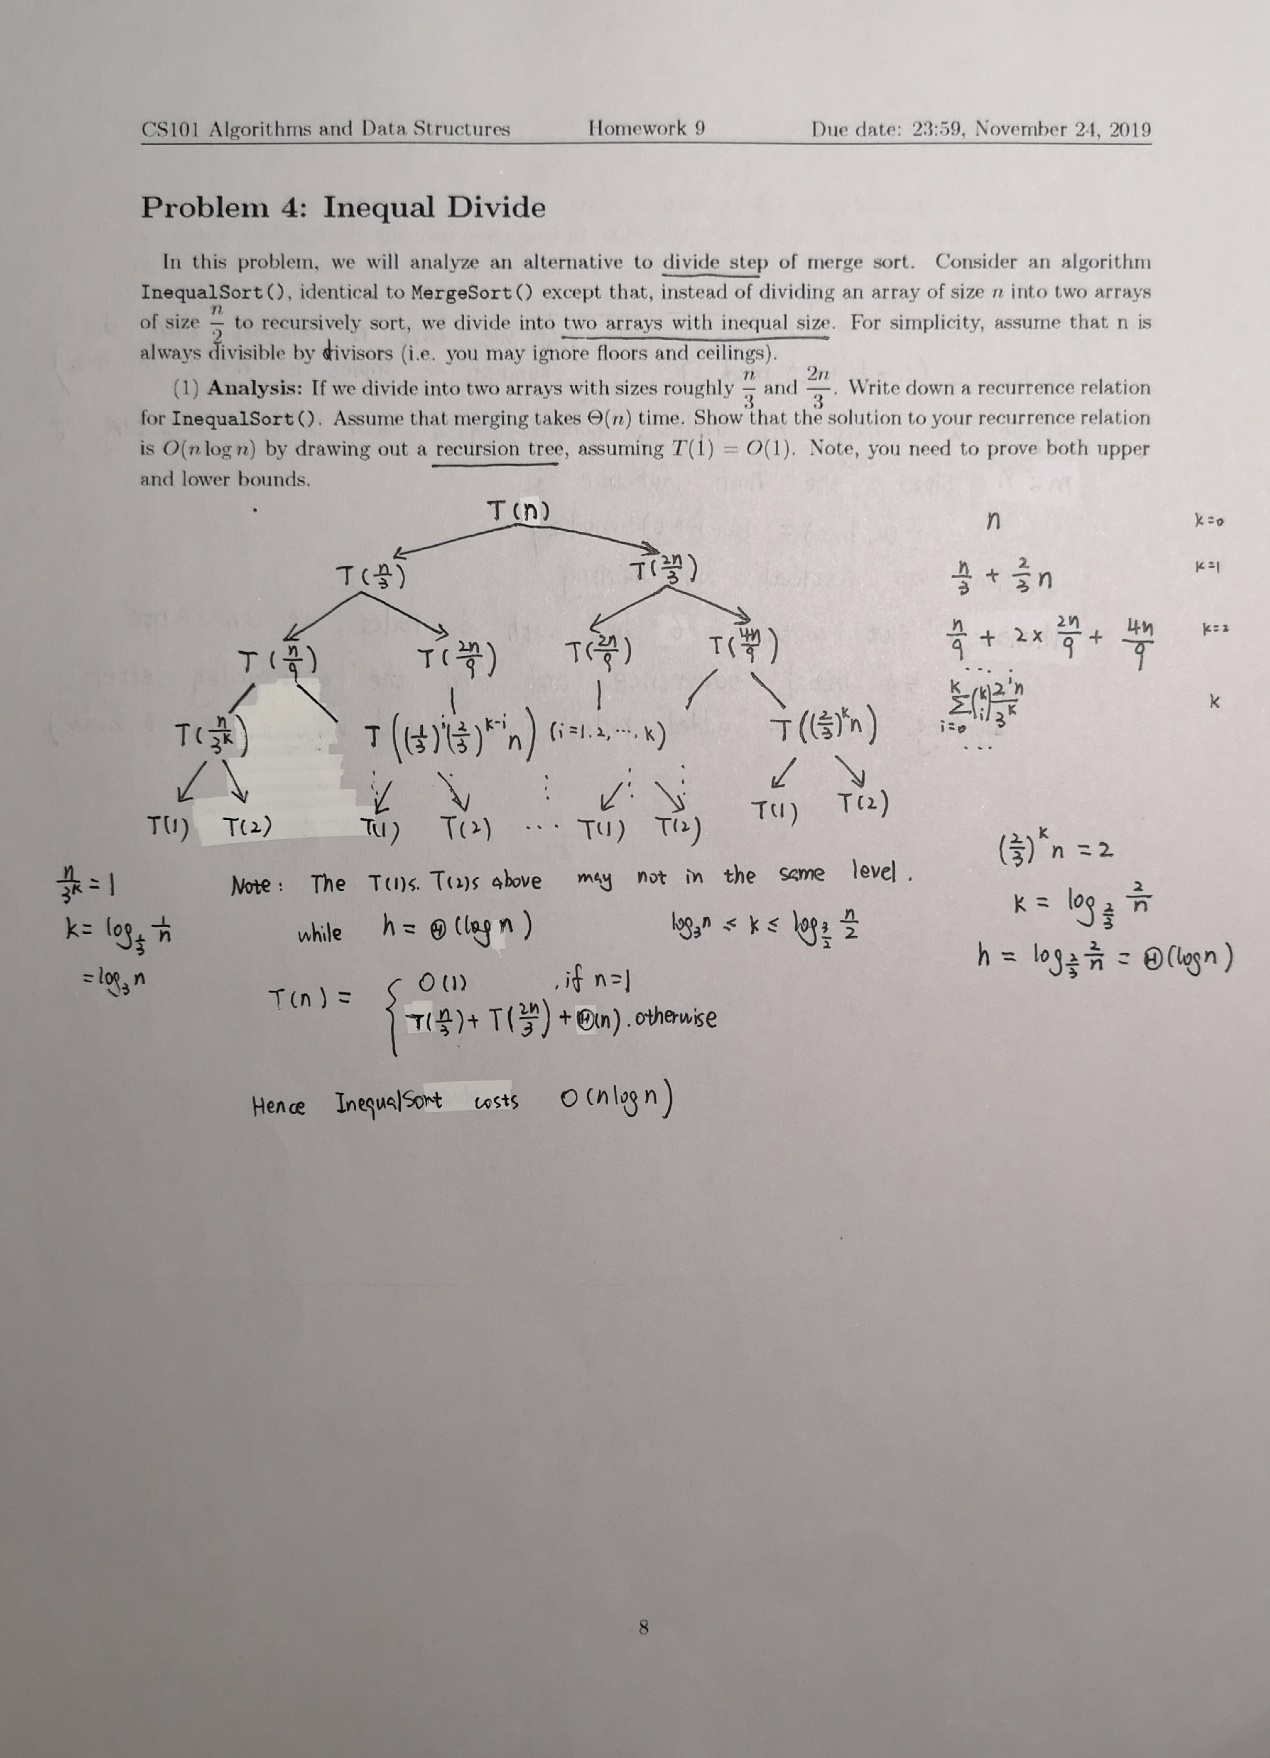 CS101 Algorithms and Data Structures Homework 9 Due date: 23:59, November 24, 2019
Problem 4: Inequal Divide
In this problem, we will analyze an alternative to divide step of merge sort. Consider an algorithm
InequalSort(), identical to MergeSort() except that, instead of dividing an array of size n into two arrays
of size n/2 to recursively sort, we divide into two arrays with inequal size. For simplicity, assume that n is
always divisible by divisors (i.e. you may ignore floors and ceilings).
(1) Analysis: If we divide into two arrays with sizes roughly n/3 and 2n/3. Write down a recurrence relation
for InequalSort(). Assume that merging takes Θ(n) time. Show that the solution to your recurrence relation
is O(n log n) by drawing out a recursion tree, assuming T(1) = O(1). Note, you need to prove both upper
and lower bounds.
T(n) n k=0
T(n/3) T(2n/3) n/3 + 2/3 n k=1
T(n/9) T(2n/9) T(2n/9) T(4n/9) n/9 + 2× 2n/9 + 4n/9 k=2
...
T(n/3^k) T((1/3)^i (2/3)^(k-i) n) (i=1.2,···,k) T((2/3)^k n) Σ_{i=0}^{k} (k i) 2^i n/3^k k
...
T(1) T(2) T(1) T(2) ... T(1) T(2) T(1) T(2)
n/3^k = 1 Note: The T(1)s. T(2)s above may not in the same level. (2/3)^k n = 2
k= log_{1/3} 1/n while h = Θ(log n) log_3 n ≤ k ≤ log_{3/2} n/2 k = log_{2/3} 2/n
= log_3 n h = log_{2/3} 2/n = Θ(logn)
T(n) = { O(1) , if n=1
T(n/3) + T(2n/3) + Θ(n) . otherwise
Hence InequalSort costs O(nlogn)
8